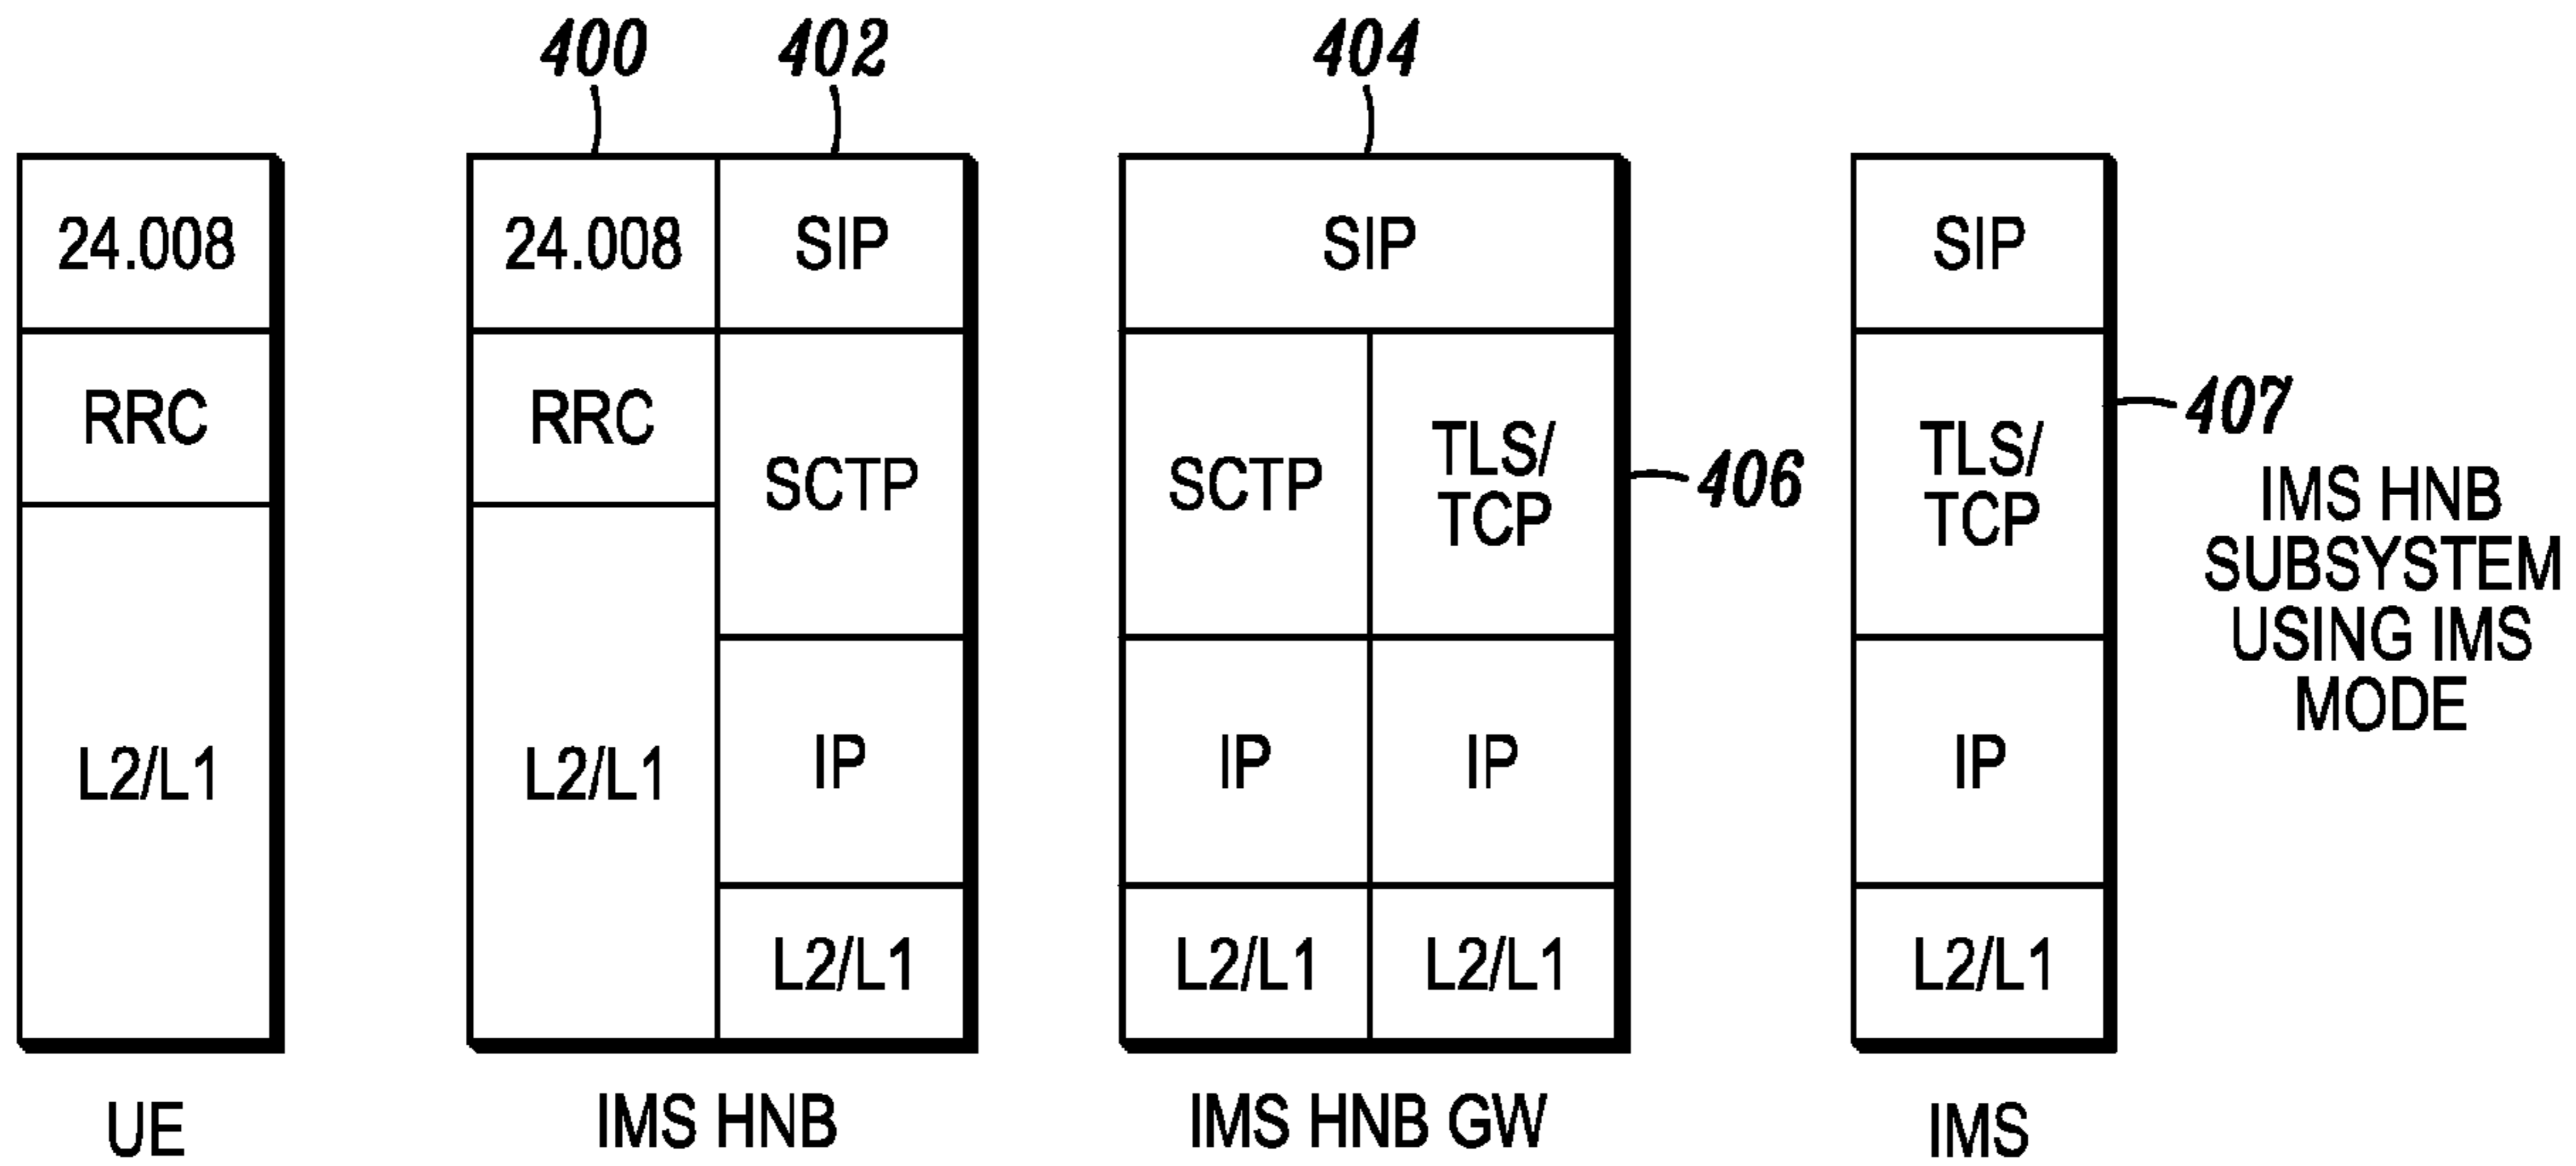 400 402 404
24.008 24.008 SIP SIP SIP
RRC RRC SCTP SCTP TLS/ TLS/ 407
TCP TCP 406
IMS HNB
SUBSYSTEM
USING IMS
MODE
L2/L1 L2/L1 IP IP IP IP
L2/L1 L2/L1 L2/L1 L2/L1
UE IMS HNB IMS HNB GW IMS